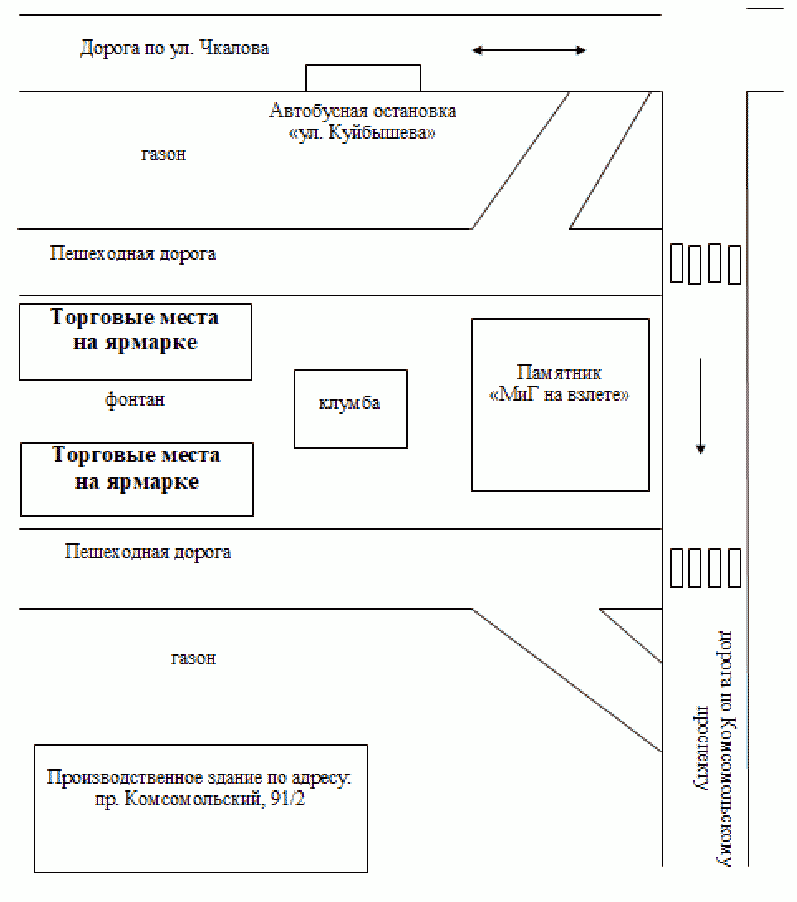 Дорога по ул. Чкалова
Автобусная остановка
«ул. Куйбышева»
газон
Пешеходная дорога
Торговые места
на ярмарке
Памятник
«МиГ на взлете»
фонтан
клумба
Торговые места
на ярмарке
Пешеходная дорога
газон
дорога по Комсомольскому
проспекту
Производственное здание по адресу:
пр. Комсомольский, 91/2